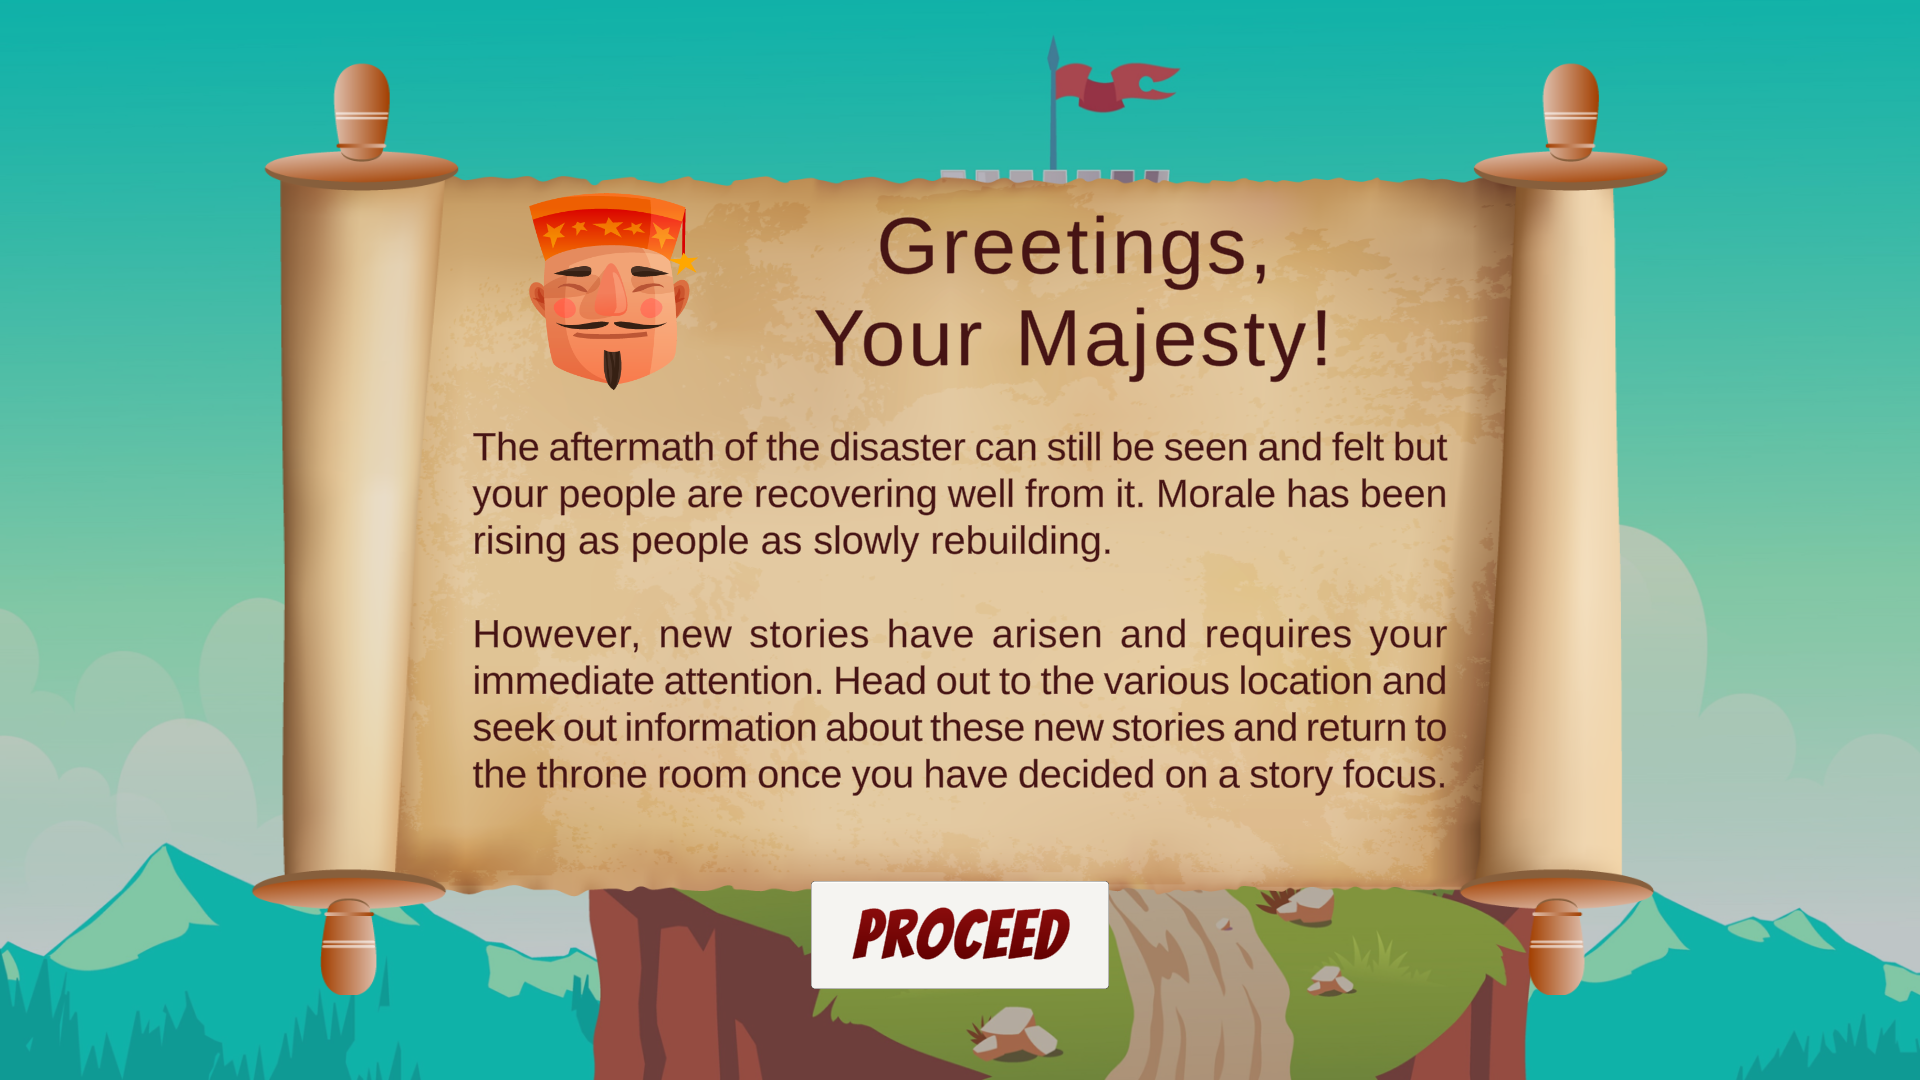 Greetings,
Your Majesty!
The aftermath of the disaster can still be seen and felt but
your people are recovering well from it. Morale has been
rising as people as slowly rebuilding.
However, new stories have arisen and requires your
immediate attention. Head out to the various location and
seek out information about these new stories and return to
the throne room once you have decided on a story focus.
PROCEED